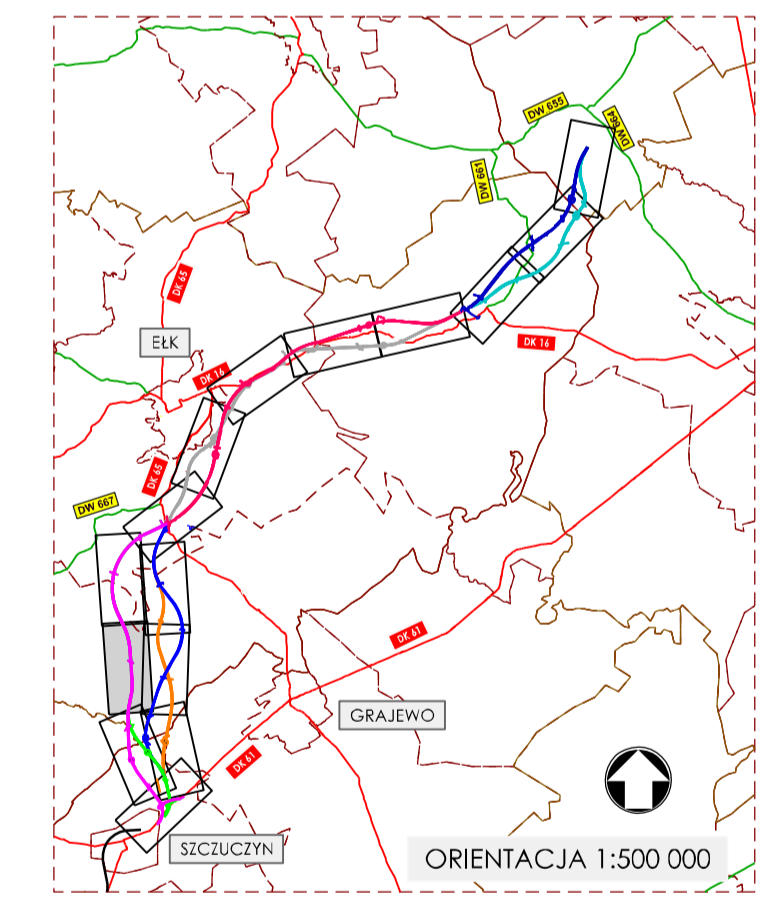 DW 655
DW 664
DW 661
DK 65
EŁK
DK 16
DK 16
DK 65
DW 667
DK 61
GRAJEWO
DK 61
SZCZUCZYN
ORIENTACJA 1:500 000